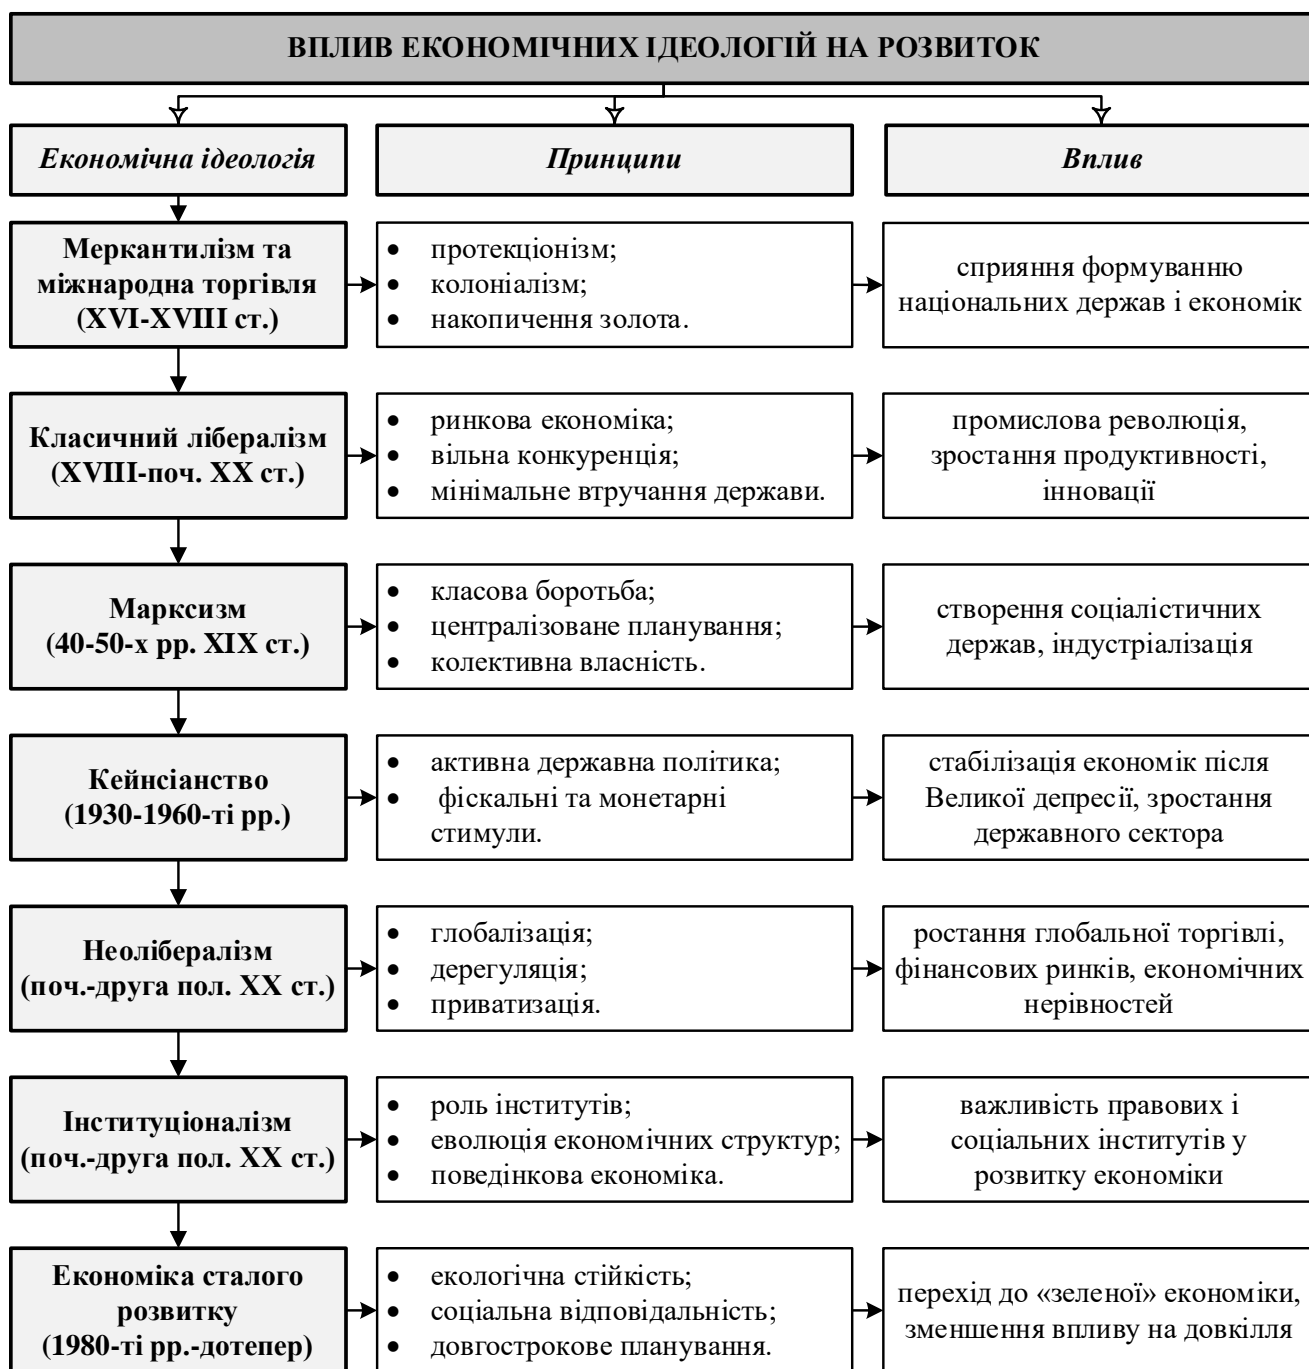 ВПЛИВ ЕКОНОМІЧНИХ ІДЕОЛОГІЙ НА РОЗВИТОК
Економічна ідеологія
Принципи
Вплив
Меркантилізм та
міжнародна торгівля
(XVI-XVIII ст.)
• протекціонізм;
• колоніалізм;
• накопичення золота.
сприяння формуванню
національних держав і економік
Класичний лібералізм
(XVIII-поч. XX ст.)
• ринкова економіка;
• вільна конкуренція;
• мінімальне втручання держави.
промислова революція,
зростання продуктивності,
інновації
Марксизм
(40-50-х рр. XIX ст.)
• класова боротьба;
• централізоване планування;
• колективна власність.
створення соціалістичних
держав, індустріалізація
Кейнсіанство
(1930-1960-ті рр.)
• активна державна політика;
• фіскальні та монетарні
стимули.
стабілізація економік після
Великої депресії, зростання
державного сектора
Неолібералізм
(поч.-друга пол. XX ст.)
• глобалізація;
• дерегуляція;
• приватизація.
ростання глобальної торгівлі,
фінансових ринків, економічних
нерівностей
Інституціоналізм
(поч.-друга пол. XX ст.)
• роль інститутів;
• еволюція економічних структур;
• поведінкова економіка.
важливість правових і
соціальних інститутів у
розвитку економіки
Економіка сталого
розвитку
(1980-ті рр.-дотепер)
• екологічна стійкість;
• соціальна відповідальність;
• довгострокове планування.
перехід до «зеленої» економіки,
зменшення впливу на довкілля